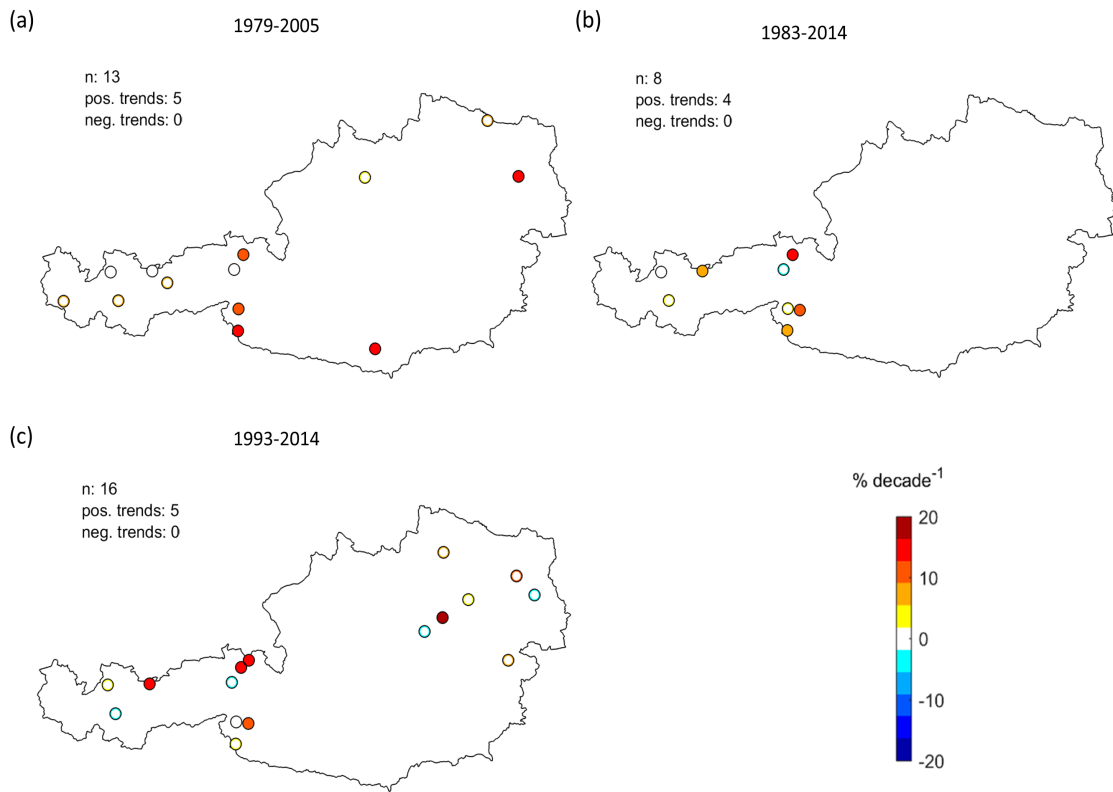 (a)
1979-2005
n: 13
pos. trends: 5
neg. trends: 0
(b)
1983-2014
n: 8
pos. trends: 4
neg. trends: 0
(c)
1993-2014
n: 16
pos. trends: 5
neg. trends: 0
% decade⁻¹
20
10
0
-10
-20